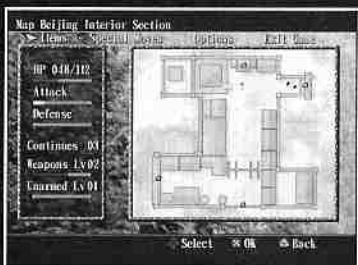 Map Beijing Interior Section
Items Special Moves Options Exit Game
HP 048/112
Attack
Defense
Continues 03
Weapons Lv02
Unarmed Lv01
Select OK Back